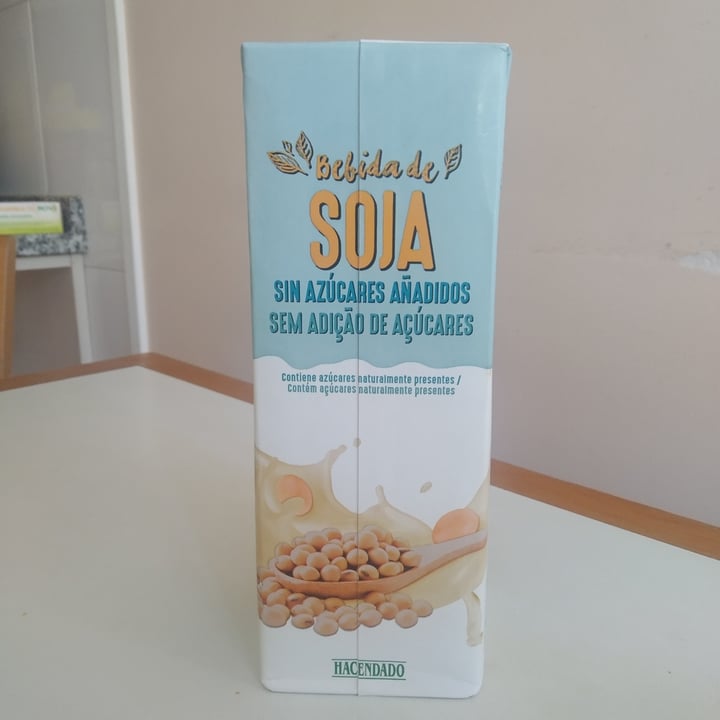 Bebida de
SOJA
SIN AZÚCARES AÑADIDOS
SEM ADIÇÃO DE AÇÚCARES
Contiene azúcares naturalmente presentes /
Contém açúcares naturalmente presentes
HACENDADO